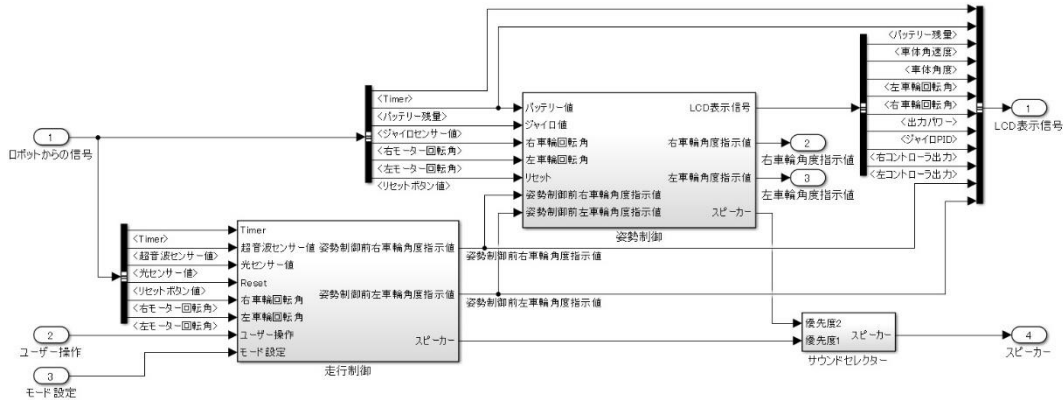 1
ロボットからの信号
<Timer>
<バッテリー残量>
<ジャイロセンサー値>
<右モーター回転角>
<左モーター回転角>
<リセットボタン値>
バッテリー値
ジャイロ値
右車輪回転角
左車輪回転角
リセット
姿勢制御前右車輪角度指示値
姿勢制御前左車輪角度指示値
LCD表示信号
右車輪角度指示値
左車輪角度指示値
スピーカー
姿勢制御
2
右車輪角度指示値
3
左車輪角度指示値
<バッテリー残量>
<車体角速度>
<車体角度>
<左車輪回転角>
<右車輪回転角>
<出力パワー>
<ジャイロPID>
<右コントローラ出力>
<左コントローラ出力>
1
LCD表示信号
<Timer>
<超音波センサー値>
<光センサー値>
<リセットボタン値>
<右モーター回転角>
<左モーター回転角>
2
ユーザー操作
3
モード設定
Timer
超音波センサー値
光センサー値
Reset
右車輪回転角
左車輪回転角
ユーザー操作
モード設定
姿勢制御前右車輪角度指示値
姿勢制御前左車輪角度指示値
スピーカー
走行制御
姿勢制御前右車輪角度指示値
姿勢制御前左車輪角度指示値
優先度2
優先度1
スピーカー
サウンドセレクター
4
スピーカー